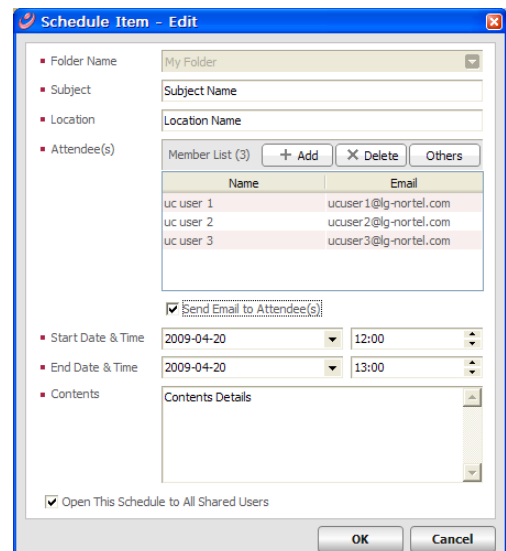 Schedule Item - Edit
Folder Name My Folder
Subject Subject Name
Location Location Name
Attendee(s) Member List (3) Add Delete Others
Name Email
uc user 1 ucuser1@lg-nortel.com
uc user 2 ucuser2@lg-nortel.com
uc user 3 ucuser3@lg-nortel.com
Send Email to Attendee(s)
Start Date & Time 2009-04-20 12:00
End Date & Time 2009-04-20 13:00
Contents Contents Details
Open This Schedule to All Shared Users
OK Cancel